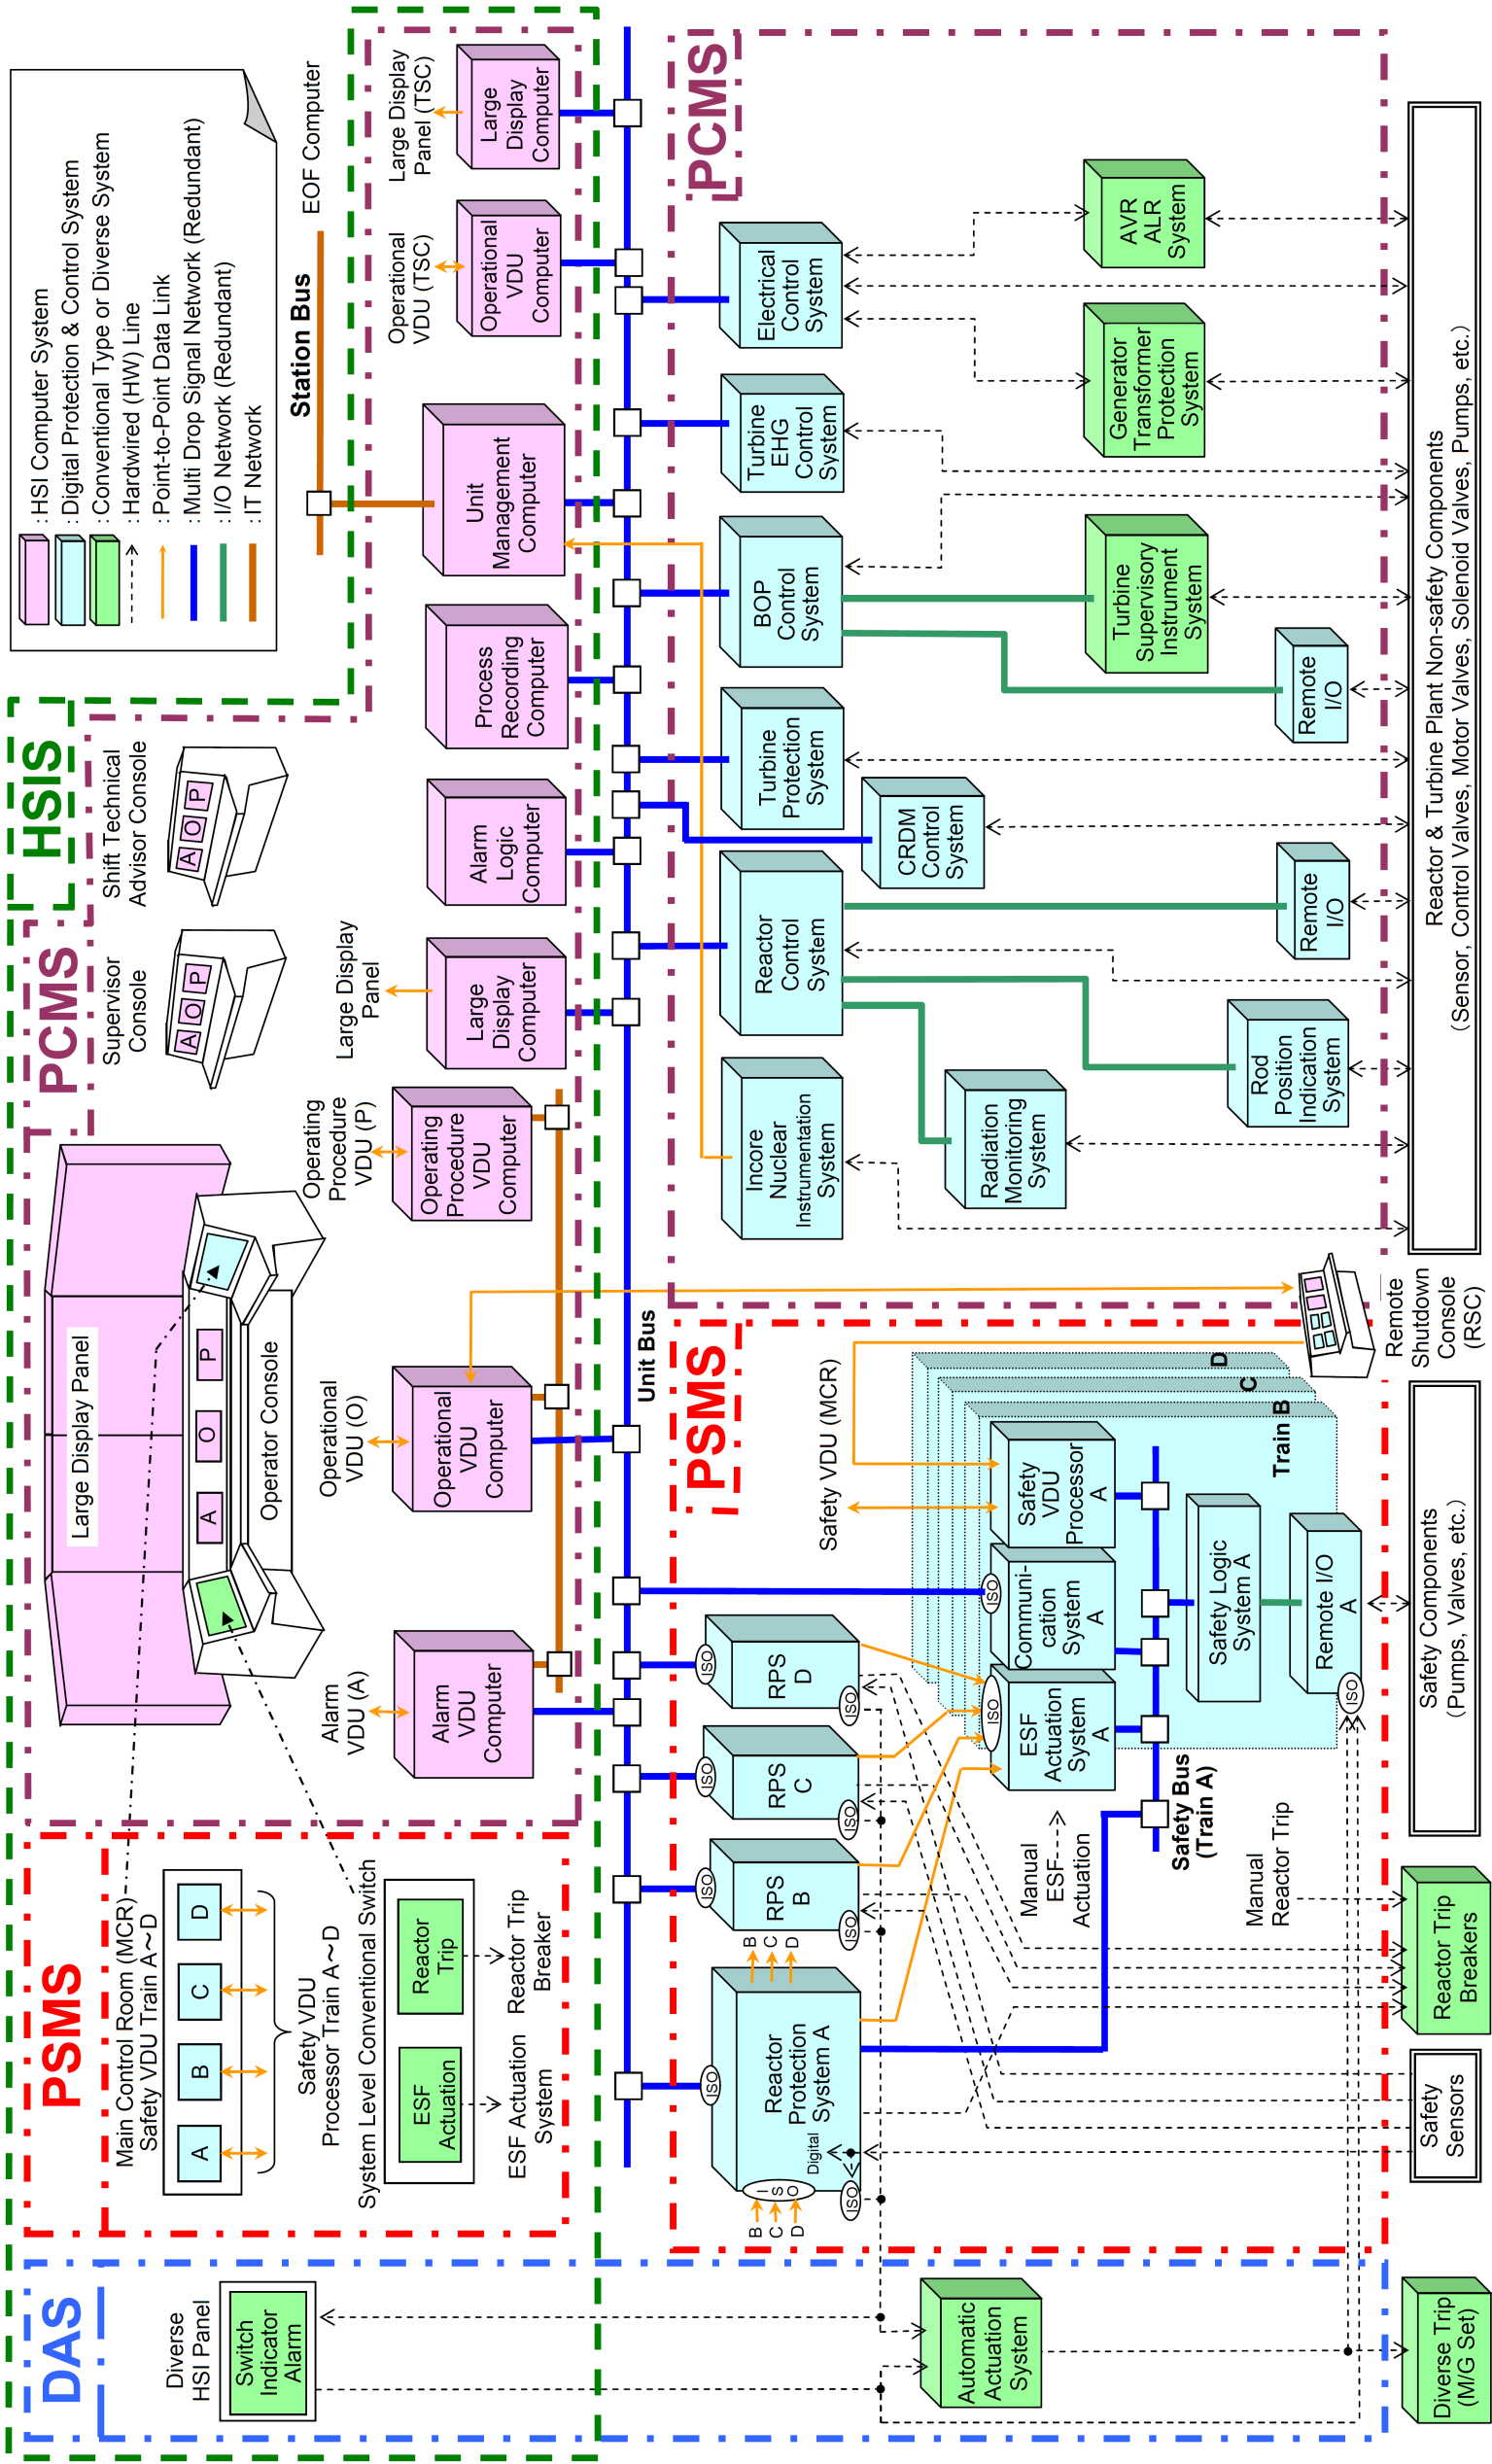 DAS
Diverse
HSI Panel
Switch
Indicator
Alarm
PSMS
Main Control Room (MCR)
Safety VDU Train A~D
A
B
C
D
Safety VDU
Processor Train A~D
System Level Conventional Switch
ESF
Actuation
Reactor
Trip
ESF Actuation
System
Reactor Trip
Breaker
Large Display Panel
A
O
P
Operator Console
PCMS
HSIS
Supervisor
Console
A
O
P
Shift Technical
Advisor Console
A
O
P
: HSI Computer System
: Digital Protection & Control System
: Conventional Type or Diverse System
: Hardwired (HW) Line
: Point-to-Point Data Link
: Multi Drop Signal Network (Redundant)
: I/O Network (Redundant)
: IT Network
Station Bus
EOF Computer
Alarm
VDU (A)
Alarm
VDU
Computer
Operational
VDU (O)
Operational
VDU
Computer
Operating
Procedure
VDU (P)
Operating
Procedure
VDU
Computer
Large Display
Panel
Large
Display
Computer
Alarm
Logic
Computer
Process
Recording
Computer
Unit
Management
Computer
Operational
VDU (TSC)
Operational
VDU
Computer
Large Display
Panel (TSC)
Large
Display
Computer
Unit Bus
PSMS
PCMS
ISO
Reactor
Protection
System A
Digital
I
S
O
B
C
D
ISO
B
C
D
ISO
RPS
B
ISO
ISO
RPS
C
ISO
ISO
RPS
D
ISO
Safety VDU (MCR)
ISO
ESF
Actuation
System
A
ISO
Communi-
cation
System
A
Safety
VDU
Processor
A
Train B
C
D
Safety Logic
System A
Remote I/O
A
ISO
Manual
ESF
Actuation
Safety Bus
(Train A)
Manual
Reactor Trip
Automatic
Actuation
System
Incore
Nuclear
Instrumentation
System
Reactor
Control
System
Turbine
Protection
System
BOP
Control
System
Turbine
EHG
Control
System
Electrical
Control
System
CRDM
Control
System
Radiation
Monitoring
System
Rod
Position
Indication
System
Remote
I/O
Remote
I/O
Turbine
Supervisory
Instrument
System
Generator
Transformer
Protection
System
AVR
ALR
System
Diverse Trip
(M/G Set)
Safety
Sensors
Reactor Trip
Breakers
Safety Components
(Pumps, Valves, etc.)
Remote
Shutdown
Console
(RSC)
Reactor & Turbine Plant Non-safety Components
(Sensor, Control Valves, Motor Valves, Solenoid Valves, Pumps, etc.)